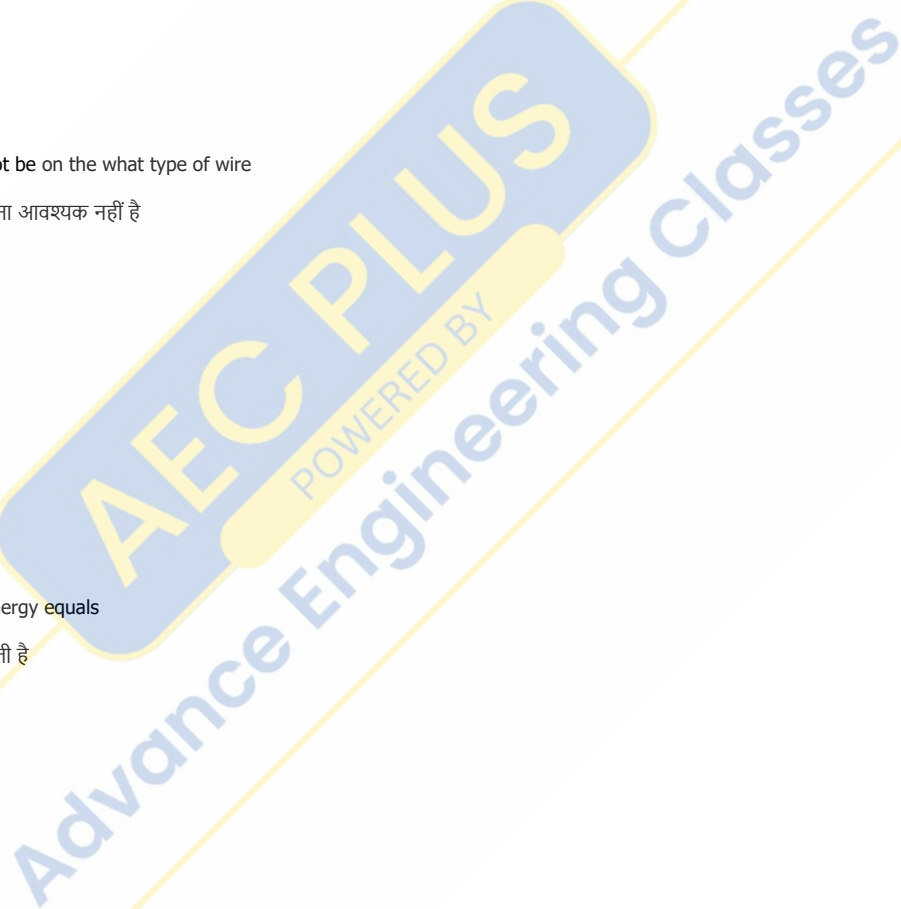 ot be on the what type of wire
ना आवश्यक नहीं है
ergy equals
ती है
AEC PLUS
POWERED BY
Advance Engineering Classes